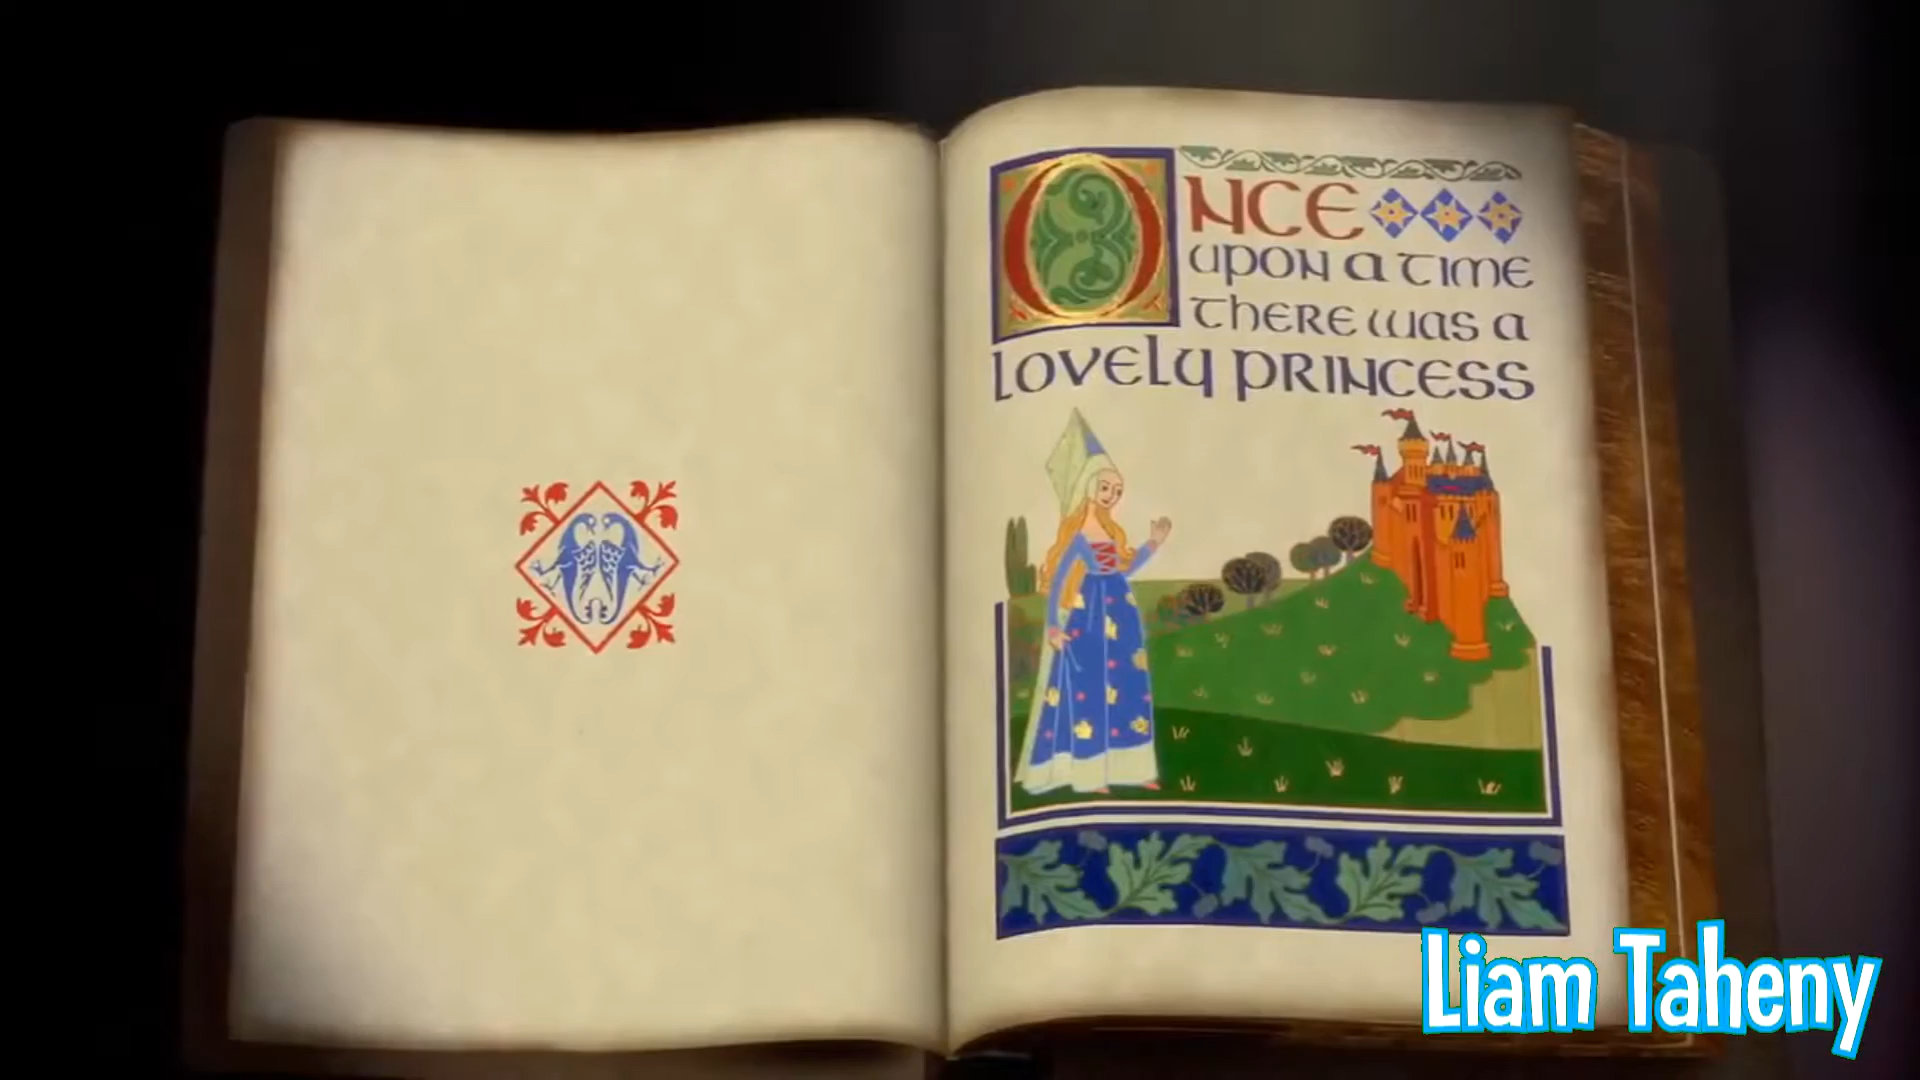 ONCE
UPON A TIME
THERE WAS A
LOVELY PRINCESS
Liam Taheny